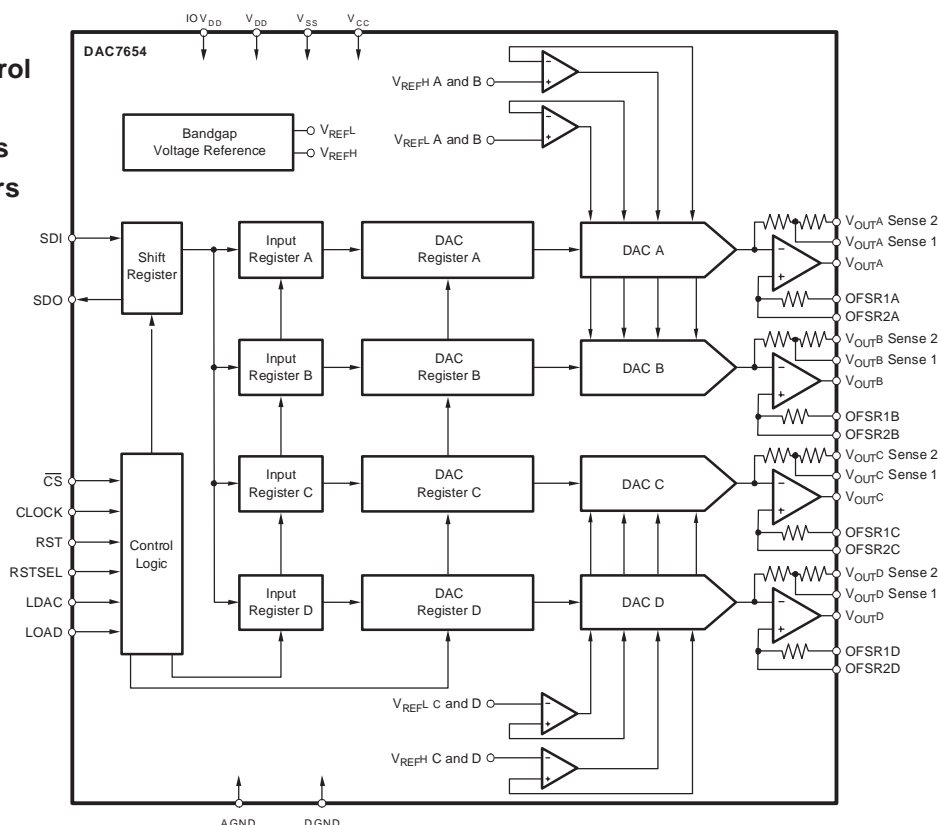 IOVDD VDD VSS VCC
DAC7654
rol
s
rs
VREFH A and B
VREFL A and B
Bandgap
Voltage Reference
VREFL
VREFH
SDI
SDO
Shift
Register
Input
Register A
DAC
Register A
DAC A
VOUTA Sense 2
VOUTA Sense 1
VOUTA
OFSR1A
OFSR2A
Input
Register B
DAC
Register B
DAC B
VOUTB Sense 2
VOUTB Sense 1
VOUTB
OFSR1B
OFSR2B
CS
CLOCK
RST
RSTSEL
LDAC
LOAD
Control
Logic
Input
Register C
DAC
Register C
DAC C
VOUTC Sense 2
VOUTC Sense 1
VOUTC
OFSR1C
OFSR2C
Input
Register D
DAC
Register D
DAC D
VOUTD Sense 2
VOUTD Sense 1
VOUTD
OFSR1D
OFSR2D
VREFL C and D
VREFH C and D
AGND DGND